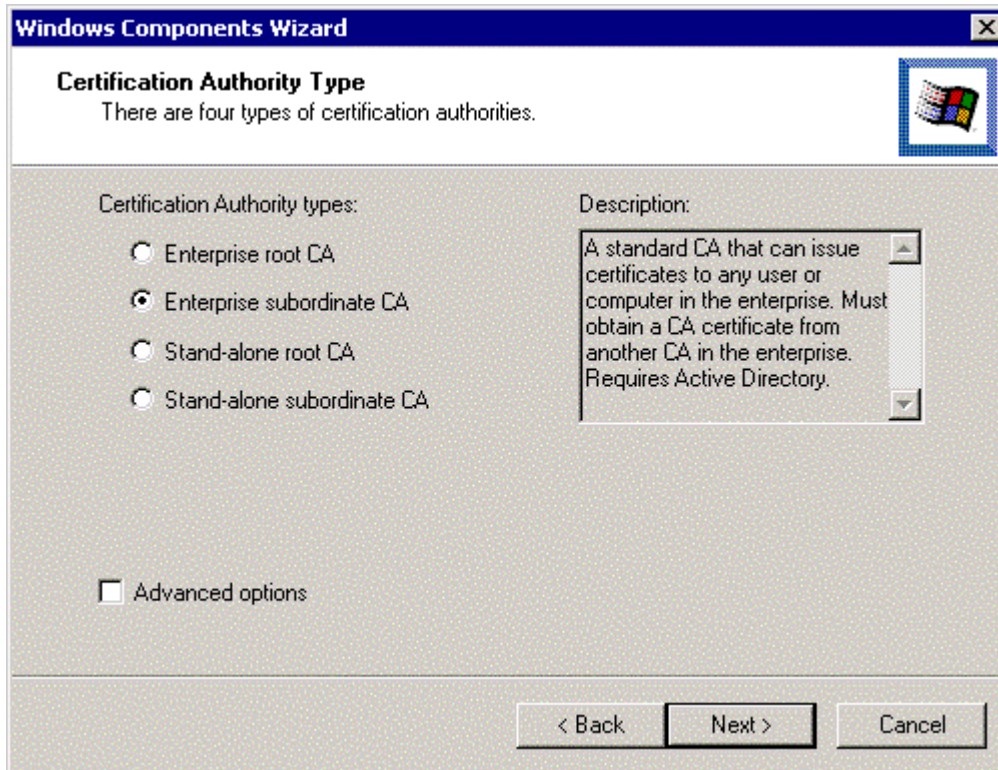 Windows Components Wizard
Certification Authority Type
There are four types of certification authorities.
Certification Authority types:
Enterprise root CA
Enterprise subordinate CA
Stand-alone root CA
Stand-alone subordinate CA
Description:
A standard CA that can issue
certificates to any user or
computer in the enterprise. Must
obtain a CA certificate from
another CA in the enterprise.
Requires Active Directory.
Advanced options
< Back
Next >
Cancel